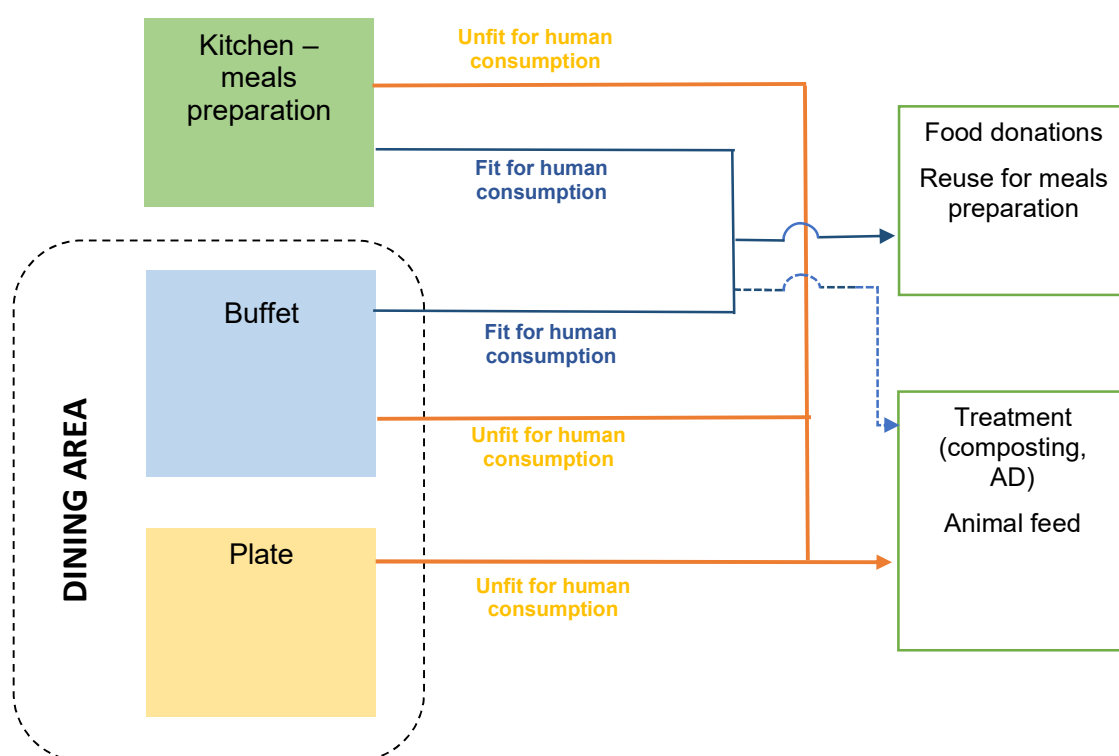 Kitchen –
meals
preparation
Unfit for human
consumption
Fit for human
consumption
Food donations
Reuse for meals
preparation
DINING AREA
Buffet
Fit for human
consumption
Unfit for human
consumption
Treatment
(composting,
AD)
Animal feed
Plate
Unfit for human
consumption